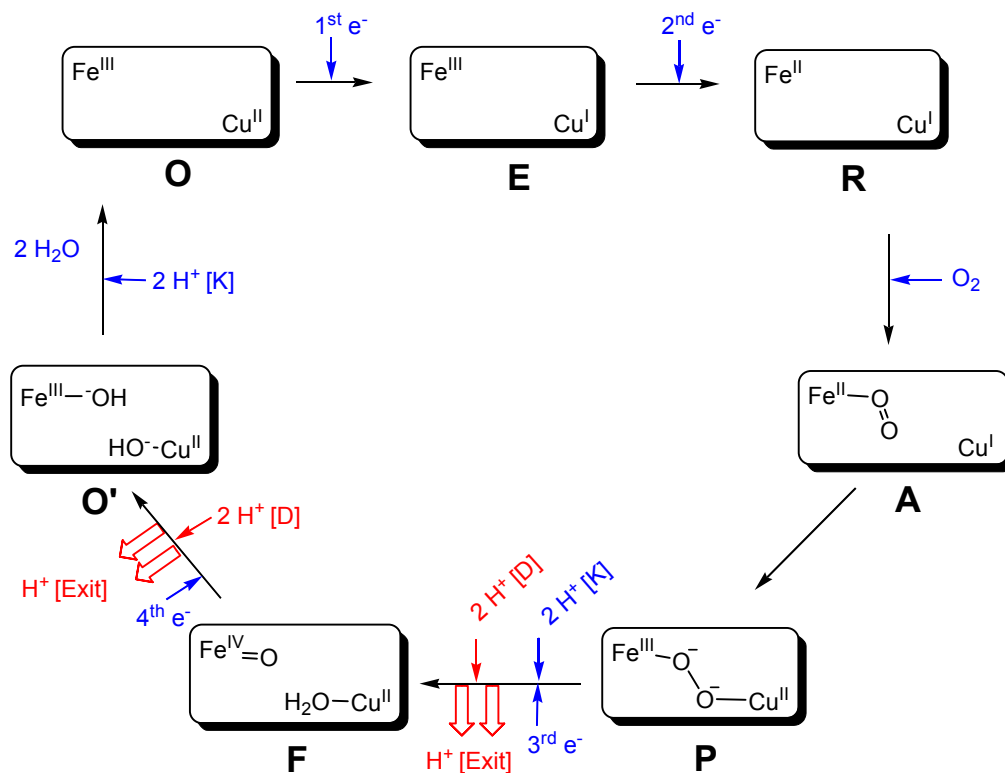 1st e-
2nd e-
FeIII
CuII
O
FeIII
CuI
E
FeII
CuI
R
2 H2O
2 H+ [K]
O2
FeIII -OH
HO- CuII
O'
FeII O
O
CuI
A
2 H+ [D]
H+ [Exit]
4th e-
2 H+ [D]
2 H+ [K]
FeIV O
H2O CuII
F
H+ [Exit]
3rd e-
FeIII O-
O- CuII
P